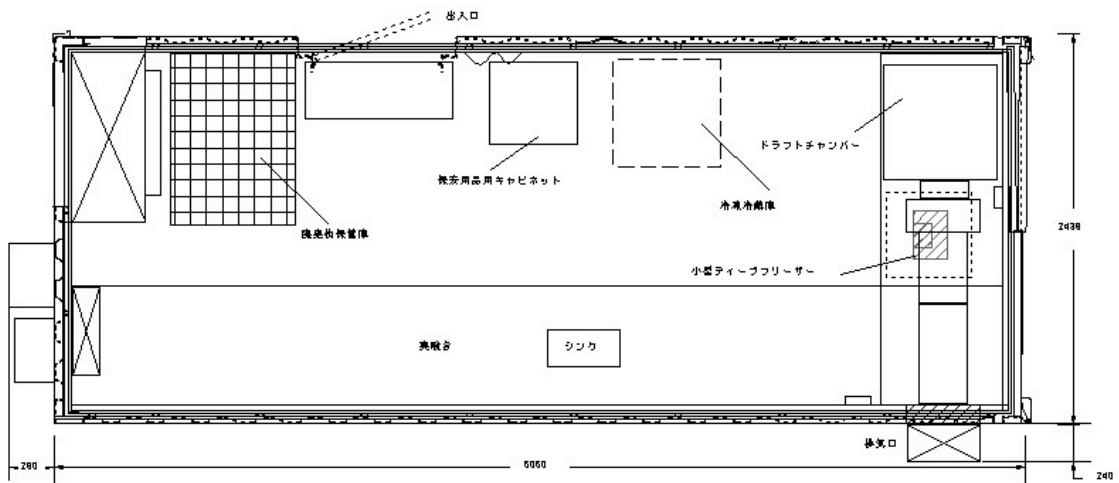 出入口
ドラフトチャンバー
保安用品用キャビネット
冷凍冷蔵庫
廃棄物保管庫
2438
小型ディープフリーザー
実験台
シンク
排気口
280
6060
240